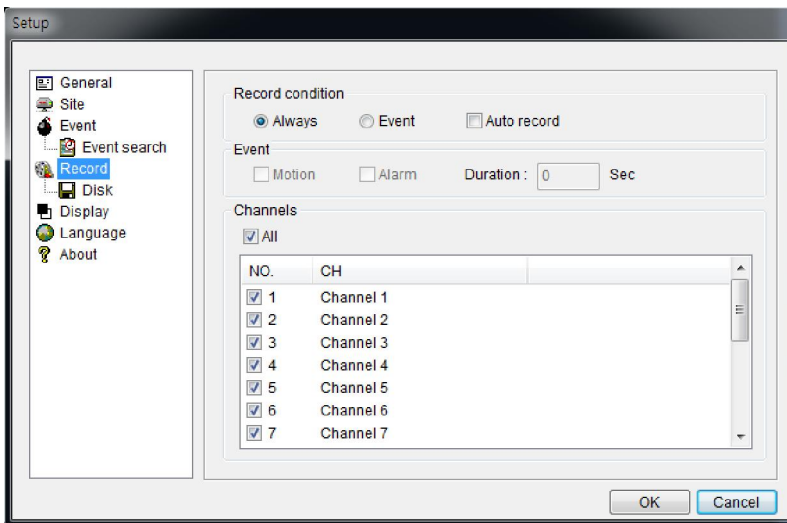 Setup
General
Site
Event
Event search
Record
Disk
Display
Language
About
Record condition
Always Event Auto record
Event
Motion Alarm Duration : 0 Sec
Channels
All
NO. CH
1 Channel 1
2 Channel 2
3 Channel 3
4 Channel 4
5 Channel 5
6 Channel 6
7 Channel 7
OK Cancel